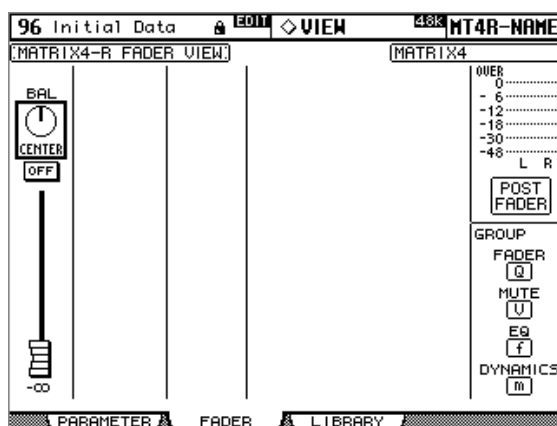 96 Initial Data EDIT ◇VIEW 48K MT4R-NAME
MATRIX4-R FADER VIEW
MATRIX4
BAL
CENTER
OFF
-∞
OVER
0
- 6
-12
-18
-30
-48
L R
POST
FADER
GROUP
FADER
Q
MUTE
V
EQ
f
DYNAMICS
m
PARAMETER FADER LIBRARY